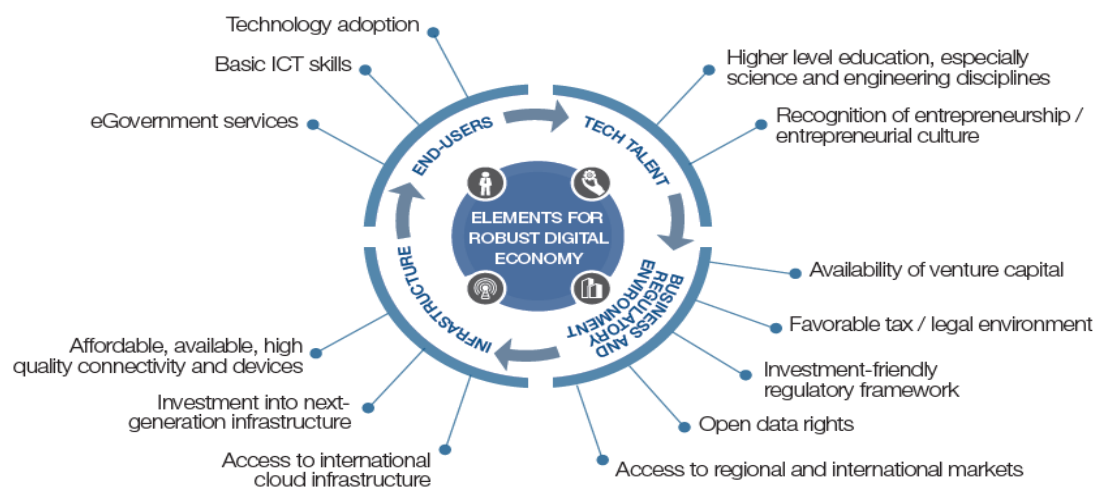 Technology adoption
Basic ICT skills
eGovernment services
END-USERS
TECH TALENT
Higher level education, especially
science and engineering disciplines
Recognition of entrepreneurship /
entrepreneurial culture
ELEMENTS FOR
ROBUST DIGITAL
ECONOMY
INFRASTRUCTURE
BUSINESS AND
REGULATORY
ENVIRONMENT
Availability of venture capital
Favorable tax / legal environment
Investment-friendly
regulatory framework
Open data rights
Access to regional and international markets
Affordable, available, high
quality connectivity and devices
Investment into next-
generation infrastructure
Access to international
cloud infrastructure